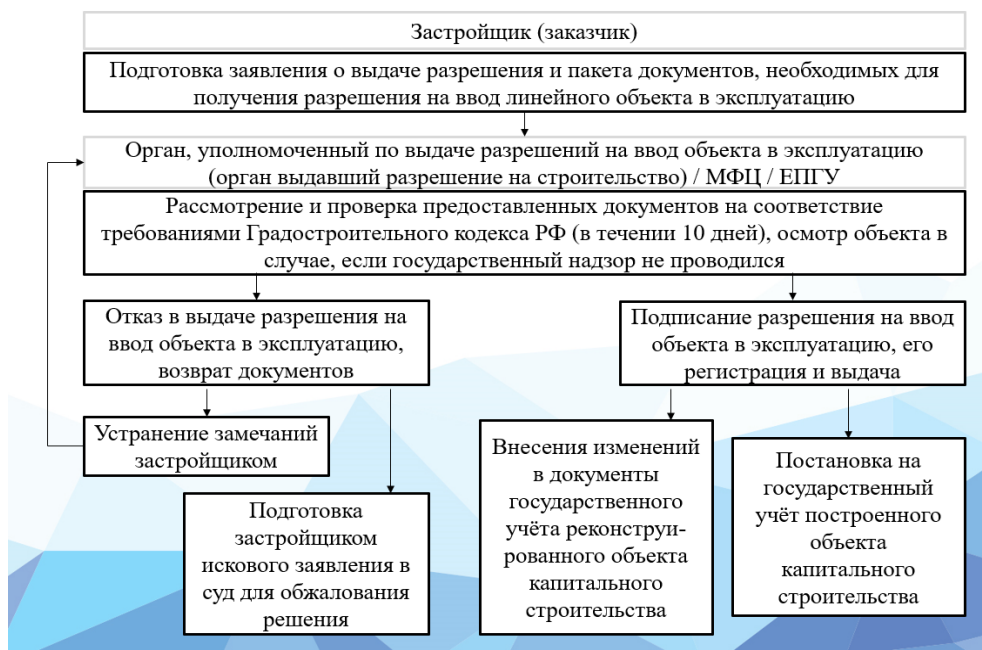 Застройщик (заказчик)
Подготовка заявления о выдаче разрешения и пакета документов, необходимых для
получения разрешения на ввод линейного объекта в эксплуатацию
Орган, уполномоченный по выдаче разрешений на ввод объекта в эксплуатацию
(орган выдавший разрешение на строительство) / МФЦ / ЕПГУ
Рассмотрение и проверка предоставленных документов на соответствие
требованиями Градостроительного кодекса РФ (в течении 10 дней), осмотр объекта в
случае, если государственный надзор не проводился
Отказ в выдаче разрешения на
ввод объекта в эксплуатацию,
возврат документов
Подписание разрешения на ввод
объекта в эксплуатацию, его
регистрация и выдача
Устранение замечаний
застройщиком
Подготовка
застройщиком
искового заявления в
суд для обжалования
решения
Внесения изменений
в документы
государственного
учёта реконструи-
рованного объекта
капитального
строительства
Постановка на
государственный
учёт построенного
объекта
капитального
строительства